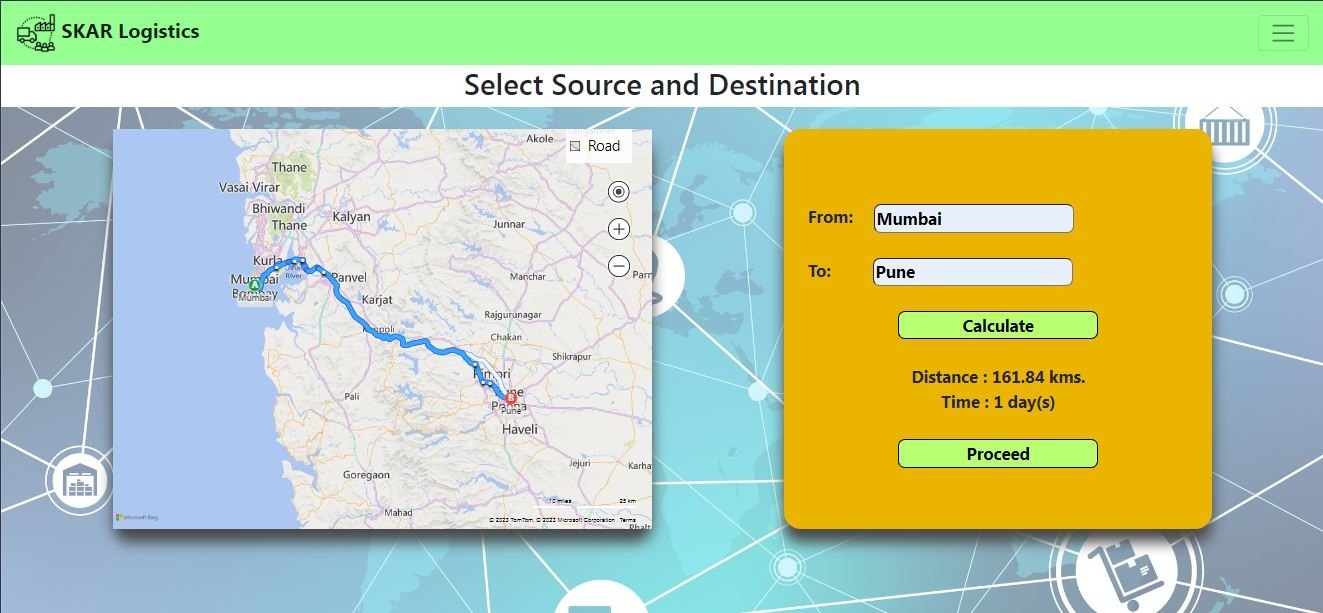 SKAR Logistics
Select Source and Destination
Akole
Road
Thane
Vasai Virar
Bhiwandi
Thane
Kalyan
Junnar
Kurla
River
Mumbai
Bombay
Mumbai
Panvel
Manchar
Karjat
Rajgurunagar
Chakan
Shikrapur
Pali
Pune
Haveli
Jejuri
Goregaon
Mahad
10 miles
25 km
Microsoft Bing
© 2023 TomTom, © 2023 Microsoft Corporation Terms
From:
Mumbai
To:
Pune
Calculate
Distance : 161.84 kms.
Time : 1 day(s)
Proceed